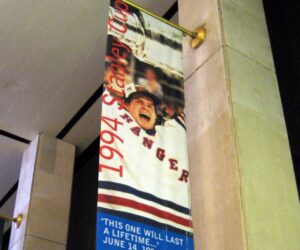 1994 Stanley Cup
RANGERS
"THIS ONE WILL LAST
A LIFETIME..."
JUNE 14, 199